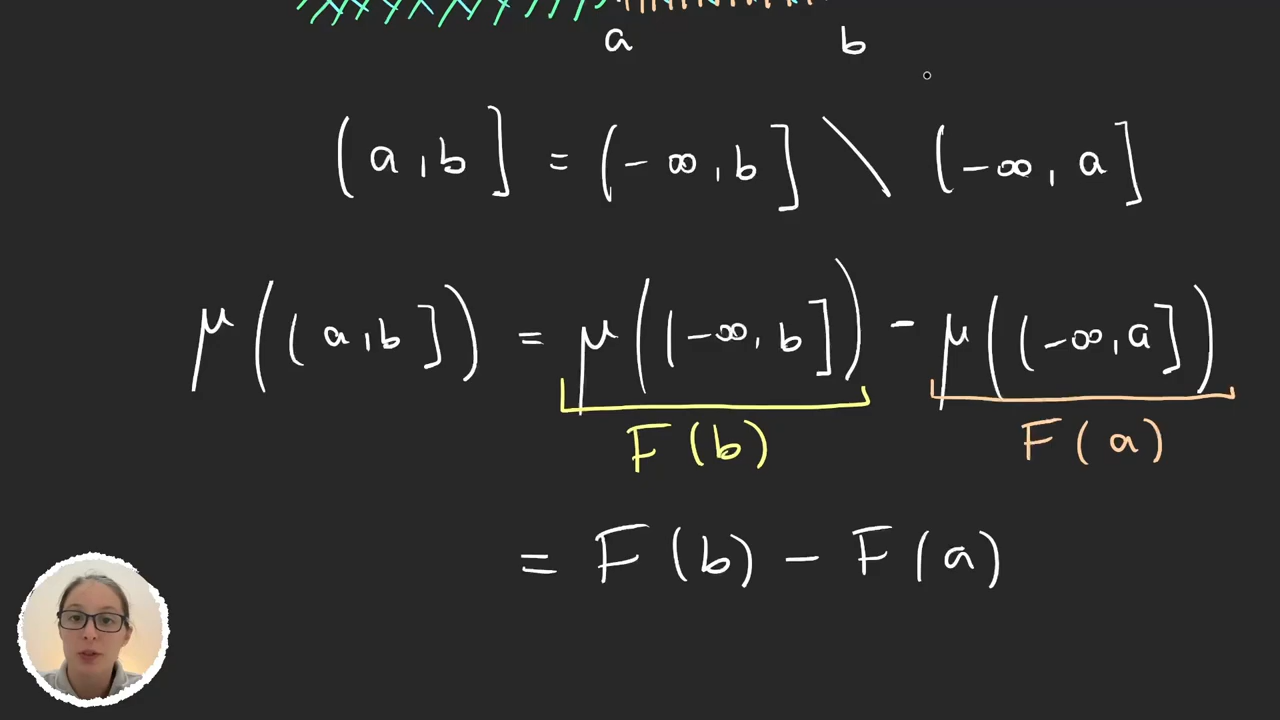 a b
(a,b] = (-∞,b] \ (-∞,a]
μ((a,b]) = μ((-∞,b]) - μ((-∞,a])
F(b) F(a)
= F(b) - F(a)